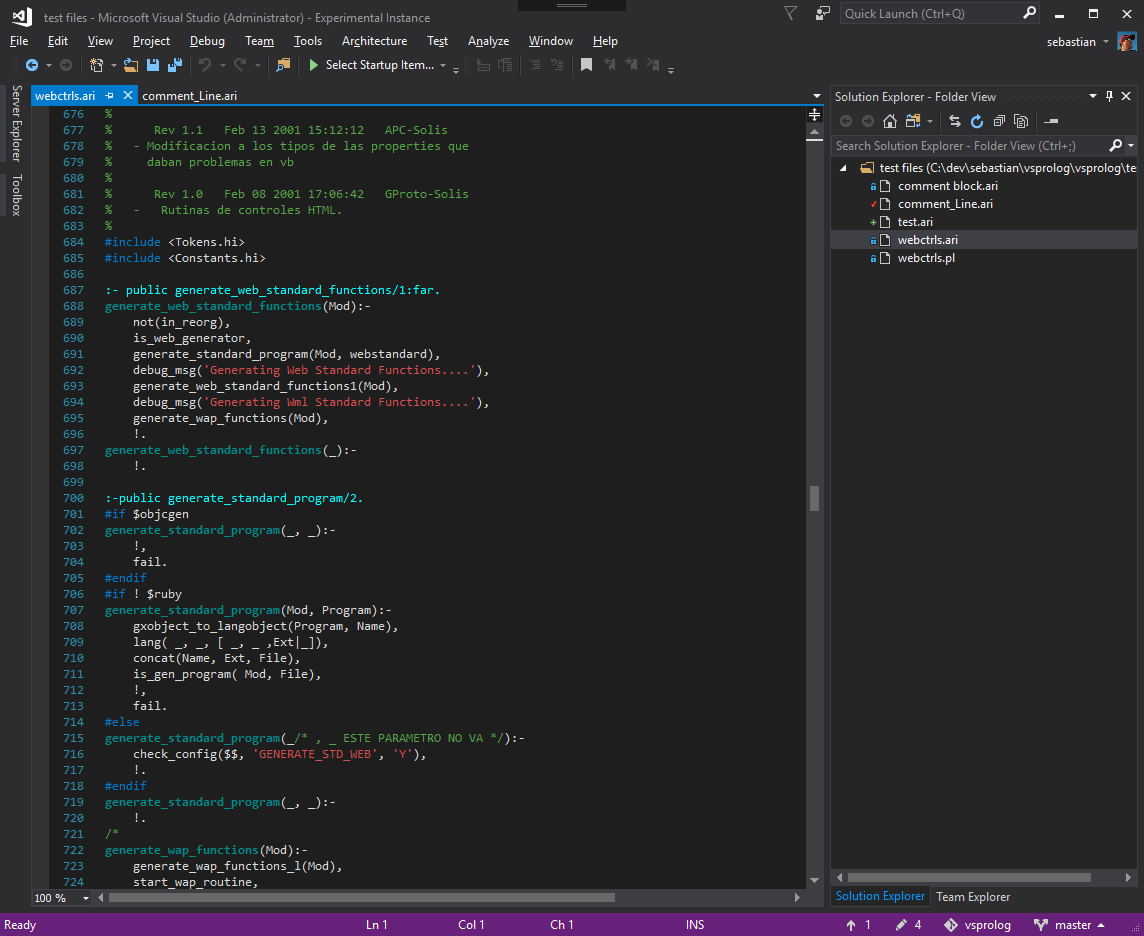 test files - Microsoft Visual Studio (Administrator) - Experimental Instance
Quick Launch (Ctrl+Q)
File Edit View Project Debug Team Tools Architecture Test Analyze Window Help
sebastian
Select Startup Item...
Server Explorer
Toolbox
webctrls.ari
comment_Line.ari
676 %
677 %      Rev 1.1   Feb 13 2001 15:12:12   APC-Solis
678 %   - Modificacion a los tipos de las properties que
679 %     daban problemas en vb
680 %
681 %      Rev 1.0   Feb 08 2001 17:06:42   GProto-Solis
682 %   -   Rutinas de controles HTML.
683 %
684 #include <Tokens.hi>
685 #include <Constants.hi>
686
687 :- public generate_web_standard_functions/1:far.
688 generate_web_standard_functions(Mod):-
689     not(in_reorg),
690     is_web_generator,
691     generate_standard_program(Mod, webstandard),
692     debug_msg('Generating Web Standard Functions....'),
693     generate_web_standard_functions1(Mod),
694     debug_msg('Generating Wml Standard Functions....'),
695     generate_wap_functions(Mod),
696     !.
697 generate_web_standard_functions(_):-
698     !.
699
700 :-public generate_standard_program/2.
701 #if $objcgen
702 generate_standard_program(_, _):-
703     !,
704     fail.
705 #endif
706 #if ! $ruby
707 generate_standard_program(Mod, Program):-
708     gxobject_to_langobject(Program, Name),
709     lang( _, _, [ _, _ ,Ext|_]),
710     concat(Name, Ext, File),
711     is_gen_program( Mod, File),
712     !,
713     fail.
714 #else
715 generate_standard_program(_/* , _ ESTE PARAMETRO NO VA */):-
716     check_config($$, 'GENERATE_STD_WEB', 'Y'),
717     !.
718 #endif
719 generate_standard_program(_, _):-
720     !.
721 /*
722 generate_wap_functions(Mod):-
723     generate_wap_functions_l(Mod),
724     start_wap_routine,
100 %
Solution Explorer - Folder View
Search Solution Explorer - Folder View (Ctrl+;)
test files (C:\dev\sebastian\vsprolog\vsprolog\te
comment block.ari
comment_Line.ari
test.ari
webctrls.ari
webctrls.pl
Solution Explorer
Team Explorer
Ready
Ln 1
Col 1
Ch 1
INS
1
4
vsprolog
master